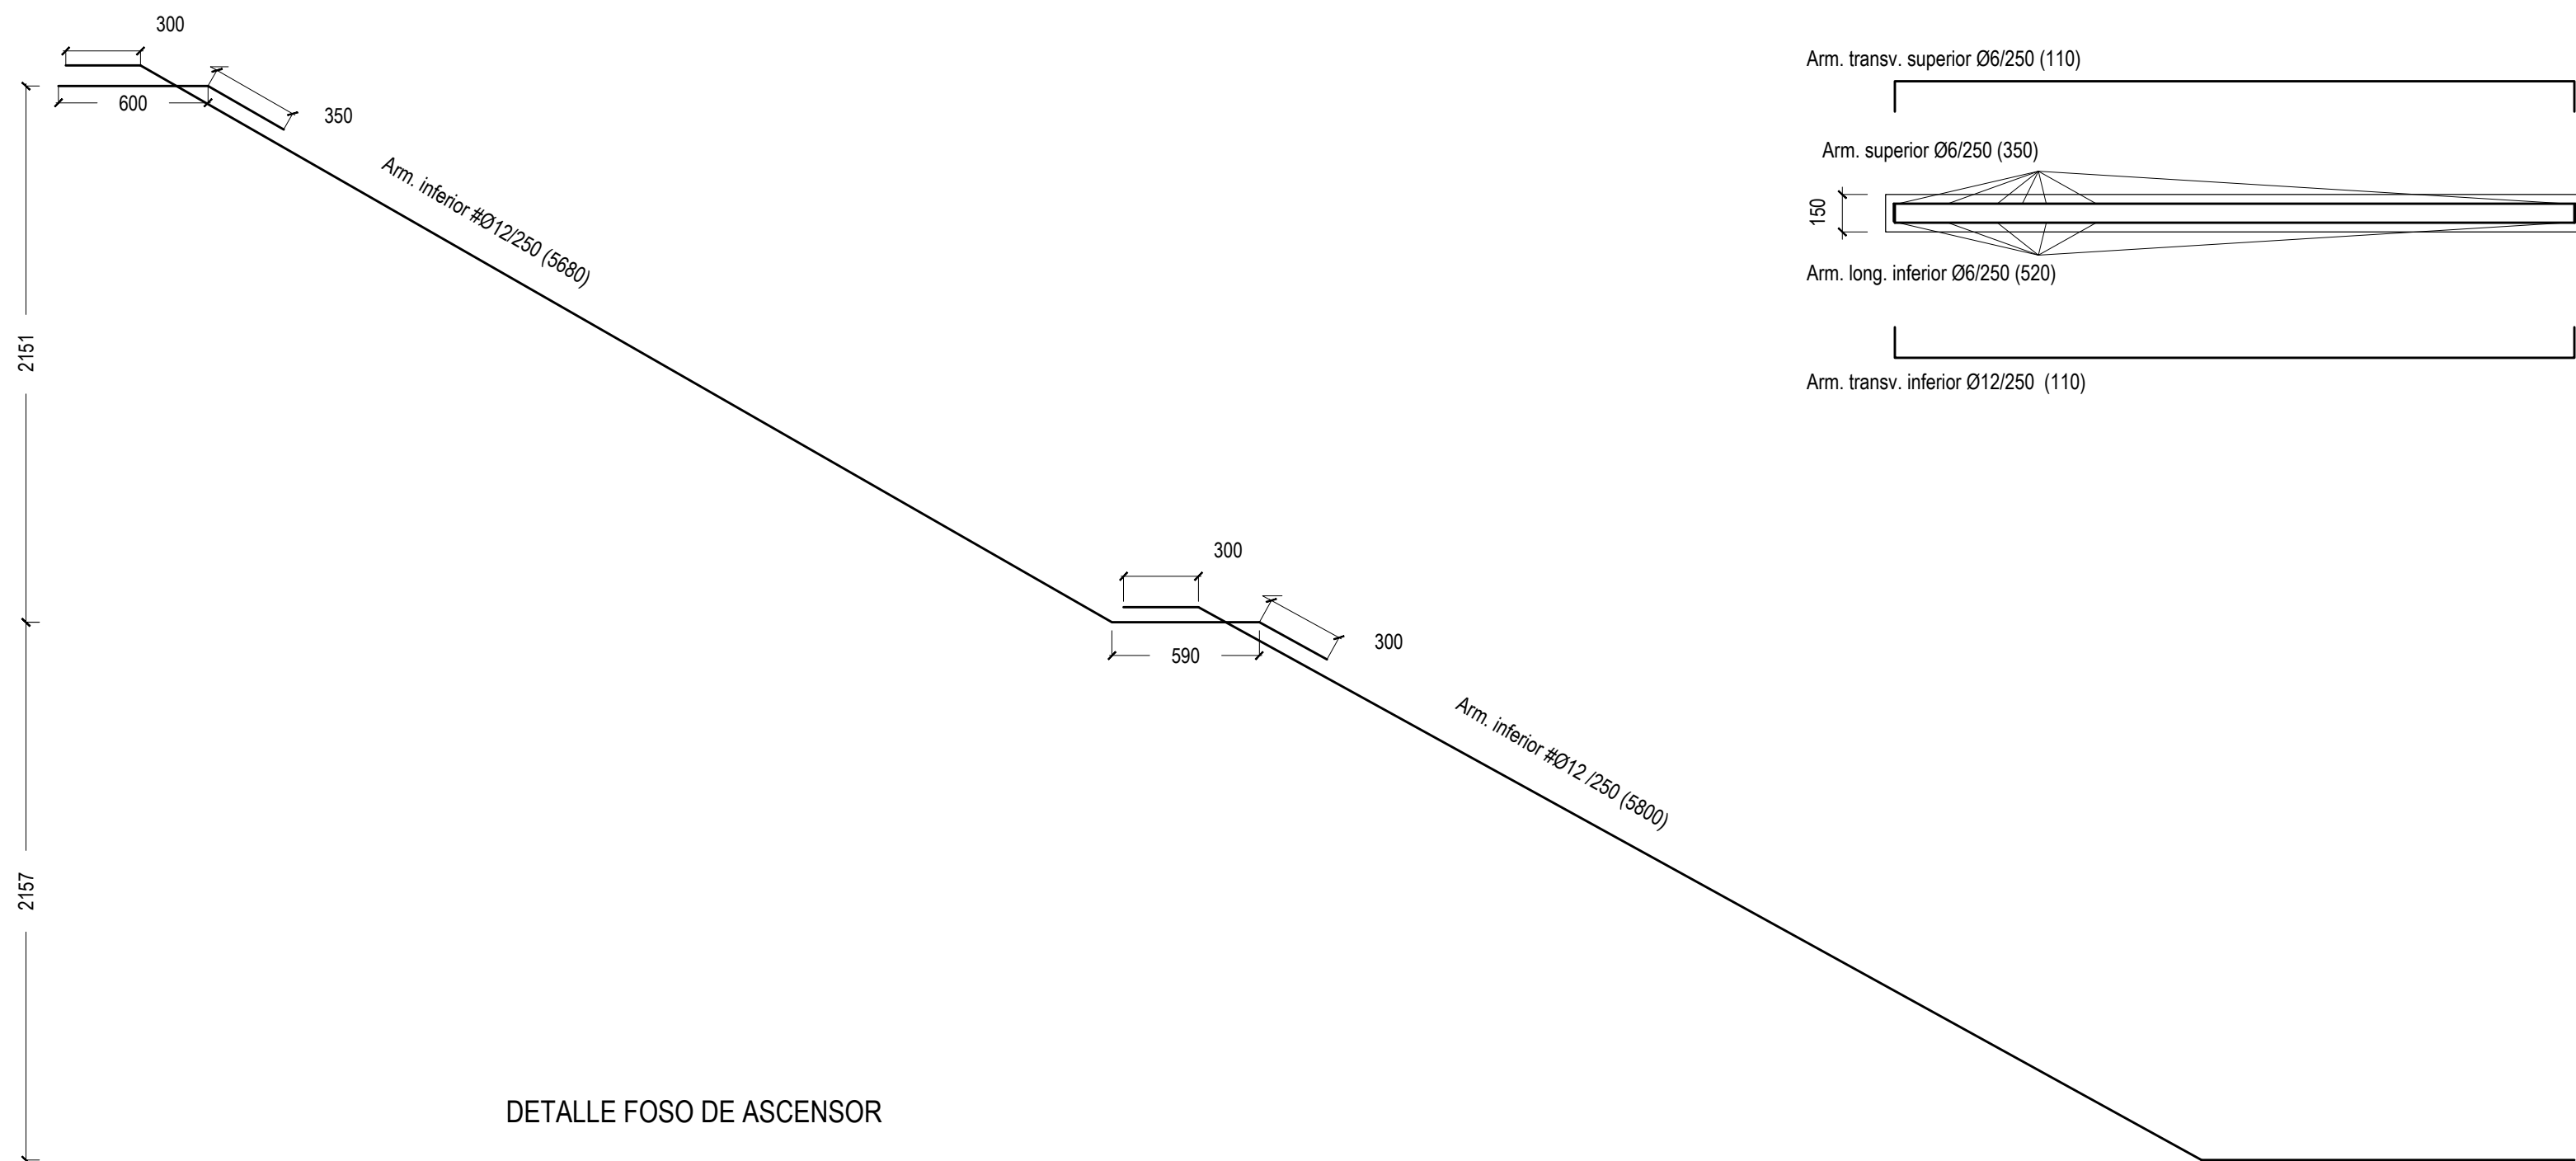 300
600
350
Arm. inferior #Ø12/250 (5680)
2151
300
590
300
Arm. inferior #Ø12 /250 (5800)
2157
DETALLE FOSO DE ASCENSOR
Arm. transv. superior Ø6/250 (110)
Arm. superior Ø6/250 (350)
150
Arm. long. inferior Ø6/250 (520)
Arm. transv. inferior Ø12/250 (110)